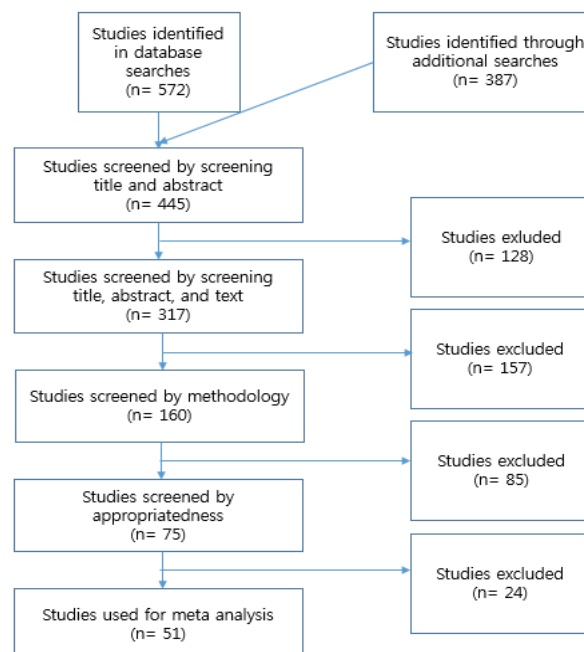 Studies identified
in database
searches
(n= 572)
Studies identified through
additional searches
(n= 387)
Studies screened by screening
title and abstract
(n= 445)
Studies exluded
(n= 128)
Studies screened by screening
title, abstract, and text
(n= 317)
Studies excluded
(n= 157)
Studies screened by methodology
(n= 160)
Studies excluded
(n= 85)
Studies screened by
appropriatedness
(n= 75)
Studies excluded
(n= 24)
Studies used for meta analysis
(n= 51)